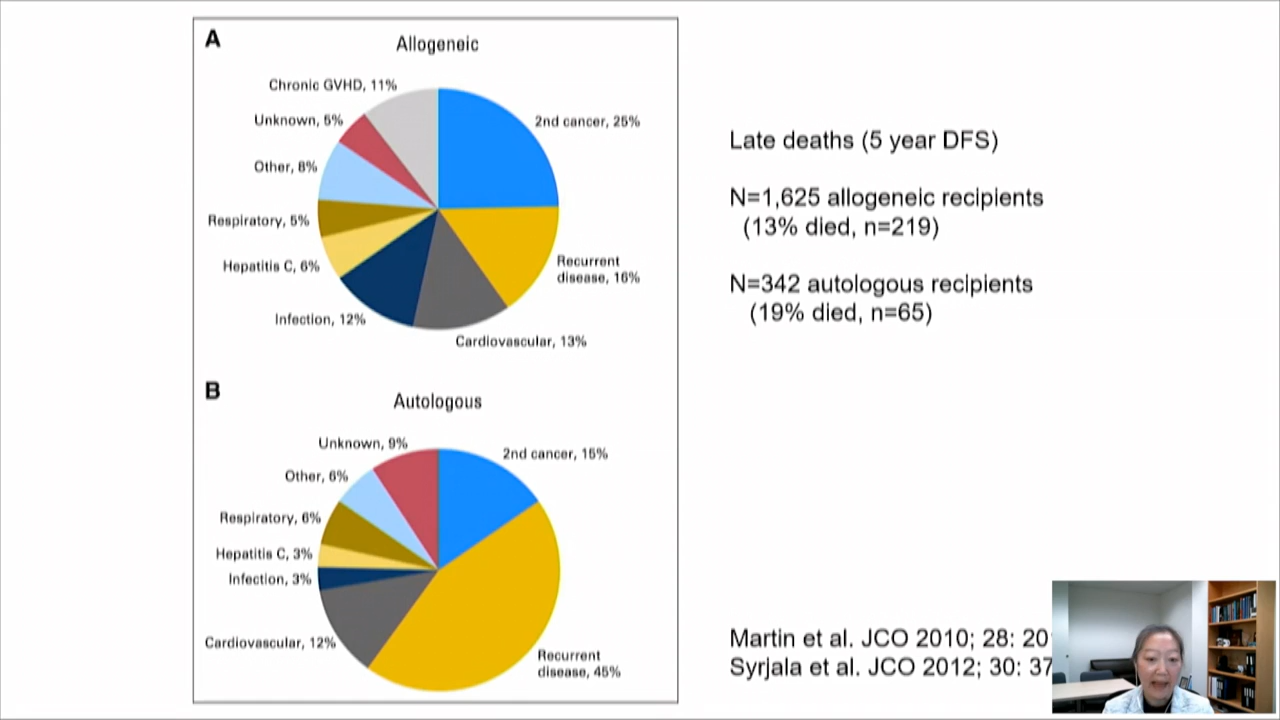 A
Allogeneic
Chronic GVHD, 11%
2nd cancer, 25%
Unknown, 5%
Other, 8%
Respiratory, 5%
Hepatitis C, 6%
Infection, 12%
Cardiovascular, 13%
Recurrent
disease, 16%
B
Autologous
Unknown, 9%
2nd cancer, 15%
Other, 6%
Respiratory, 6%
Hepatitis C, 3%
Infection, 3%
Cardiovascular, 12%
Recurrent
disease, 45%
Late deaths (5 year DFS)
N=1,625 allogeneic recipients
(13% died, n=219)
N=342 autologous recipients
(19% died, n=65)
Martin et al. JCO 2010; 28: 20
Syrjala et al. JCO 2012; 30: 37